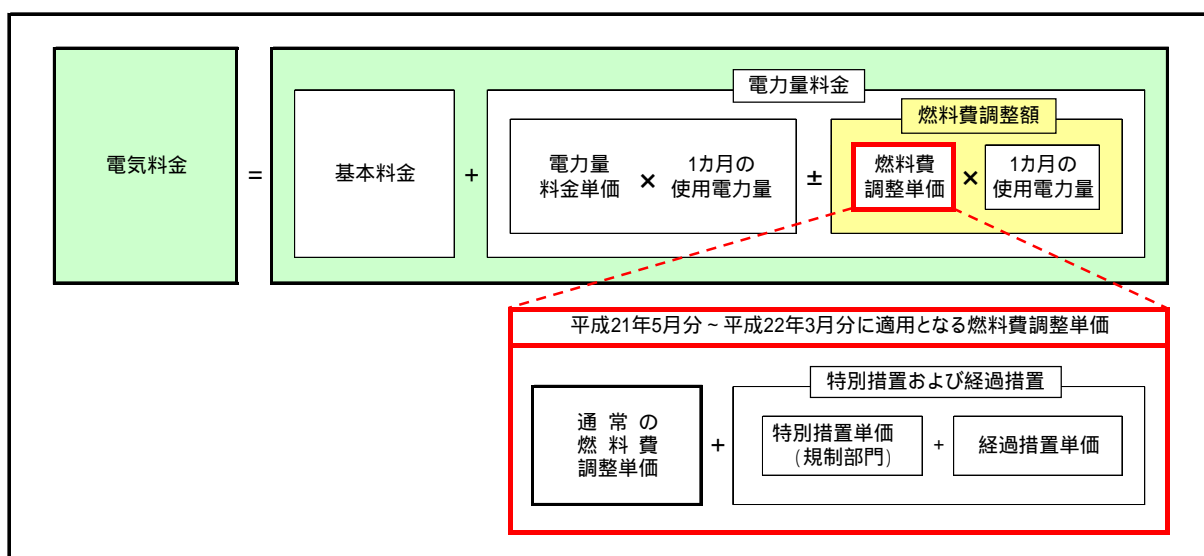 電気料金
=
基本料金
+
電力量料金
電力量
料金単価
×
1カ月の
使用電力量
±
燃料費調整額
燃料費
調整単価
×
1カ月の
使用電力量
平成21年5月分~平成22年3月分に適用となる燃料費調整単価
通常の
燃料費
調整単価
+
特別措置および経過措置
特別措置単価
(規制部門)
+
経過措置単価